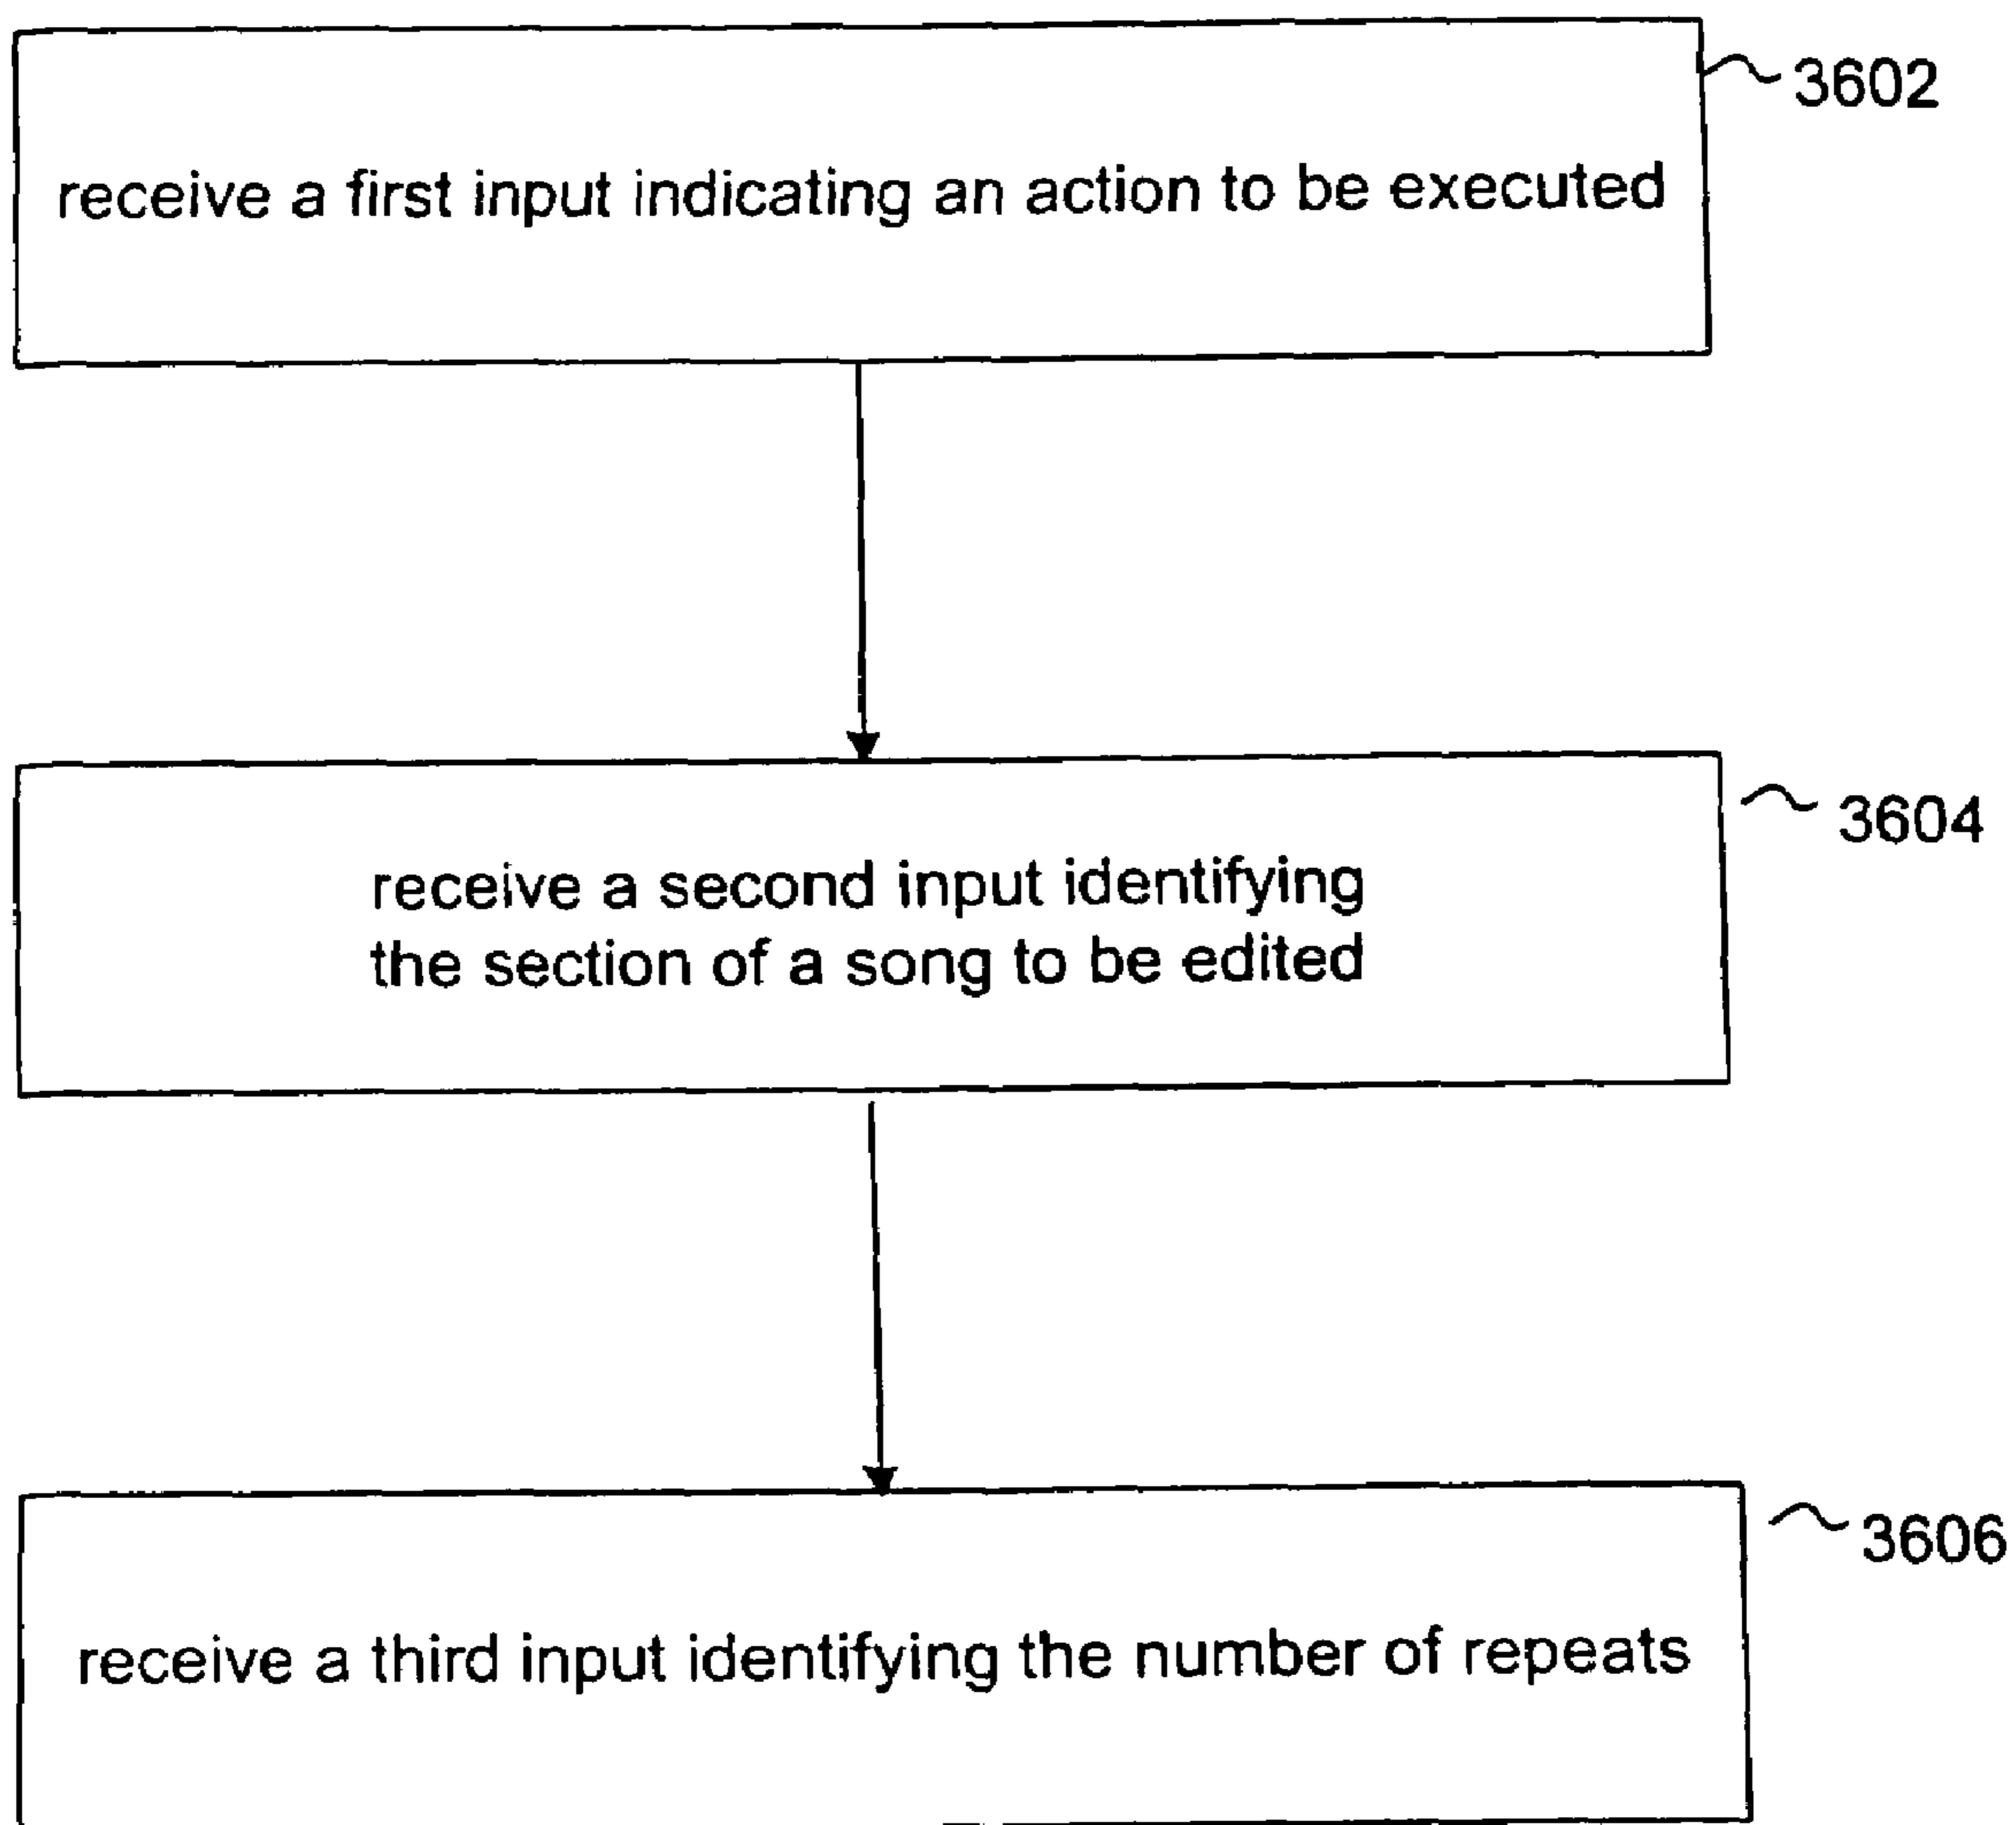 3602
receive a first input indicating an action to be executed
3604
receive a second input identifying
the section of a song to be edited
3606
receive a third input identifying the number of repeats